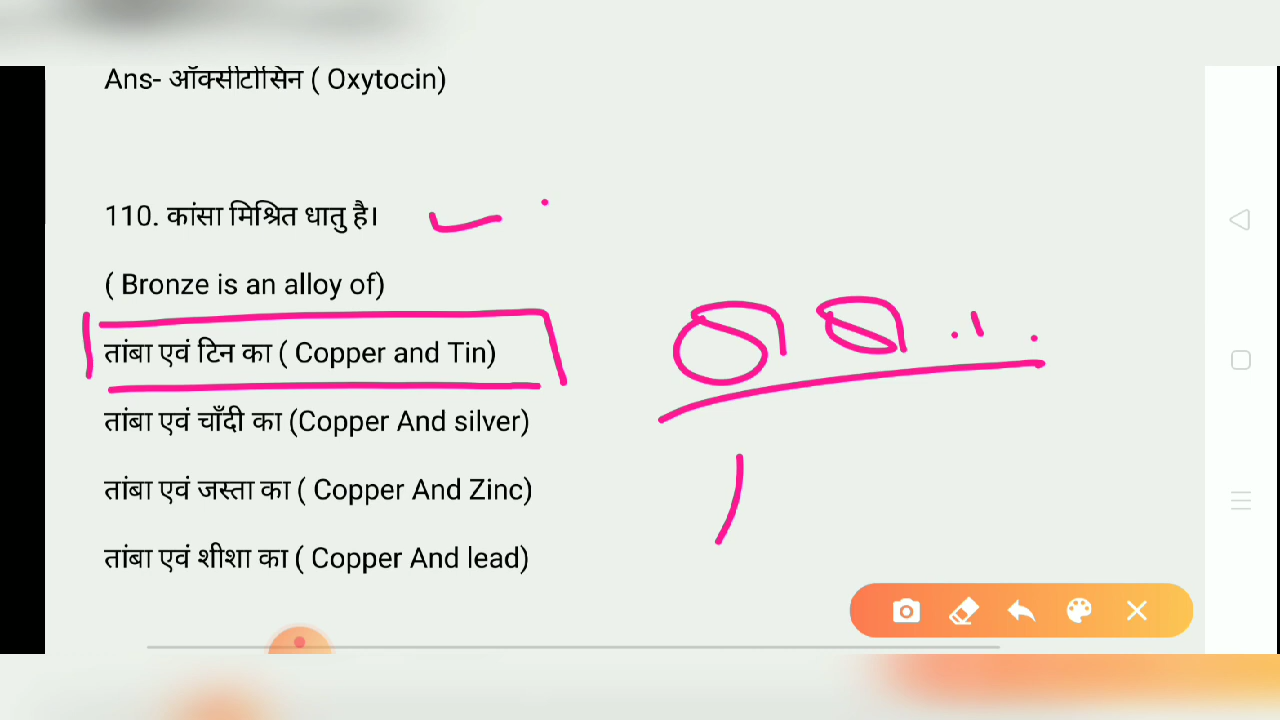 Ans- ऑक्सीटोसिन ( Oxytocin)
110. कांसा मिश्रित धातु है।
( Bronze is an alloy of)
तांबा एवं टिन का ( Copper and Tin)
तांबा एवं चाँदी का (Copper And silver)
तांबा एवं जस्ता का ( Copper And Zinc)
तांबा एवं शीशा का ( Copper And lead)